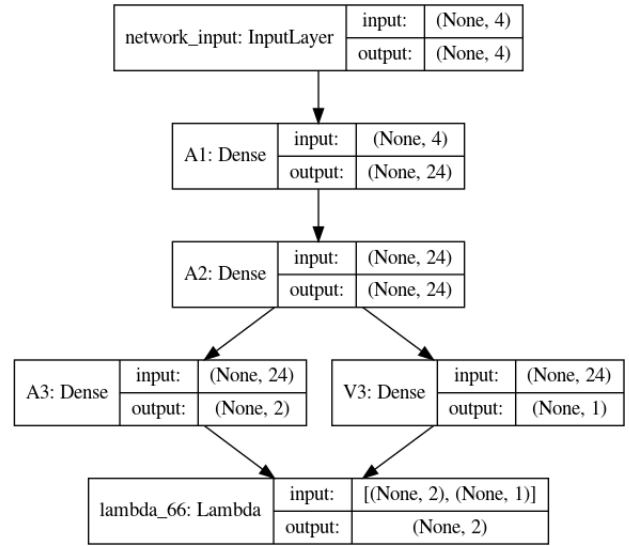 network_input: InputLayer
input: (None, 4)
output: (None, 4)
A1: Dense
input: (None, 4)
output: (None, 24)
A2: Dense
input: (None, 24)
output: (None, 24)
A3: Dense
input: (None, 24)
output: (None, 2)
V3: Dense
input: (None, 24)
output: (None, 1)
lambda_66: Lambda
input: [(None, 2), (None, 1)]
output: (None, 2)